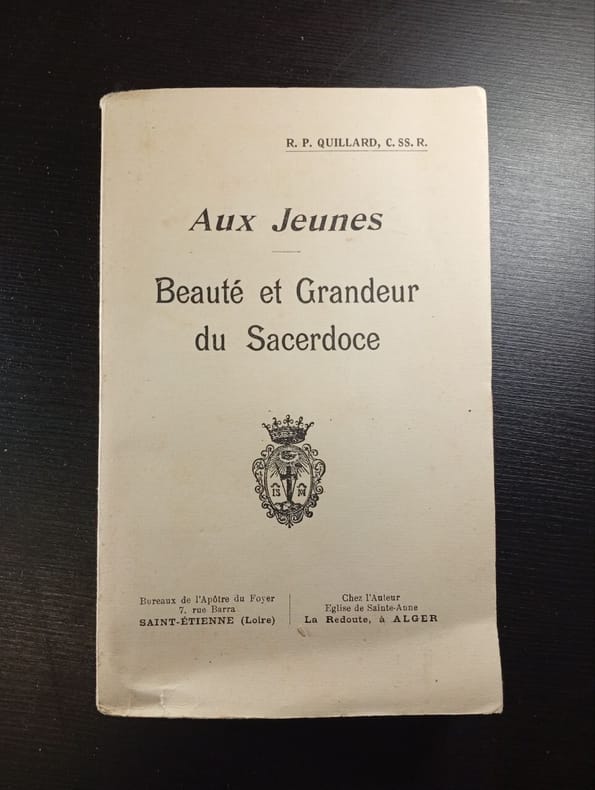 R. P. QUILLARD, C. SS. R.
Aux Jeunes
Beauté et Grandeur
du Sacerdoce
Bureaux de l'Apôtre du Foyer
7, rue Barra
SAINT-ÉTIENNE (Loire)
Chez l'Auteur
Eglise de Sainte-Anne
La Redoute, à ALGER